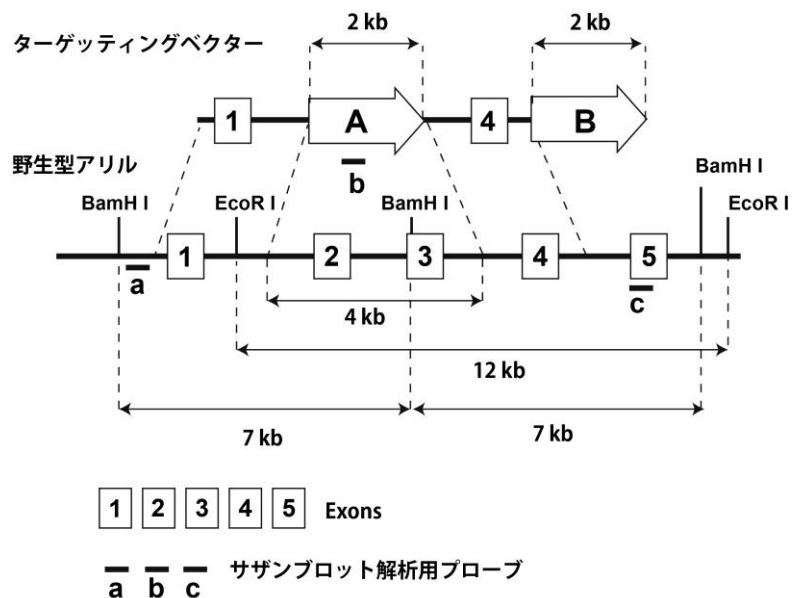 ターゲッティングベクター
2 kb
2 kb
1
A
4
B
b
野生型アリル
BamH I
EcoR I
BamH I
BamH I
EcoR I
1
2
3
4
5
a
c
4 kb
12 kb
7 kb
7 kb
1 2 3 4 5 Exons
a b c サザンブロット解析用プローブ